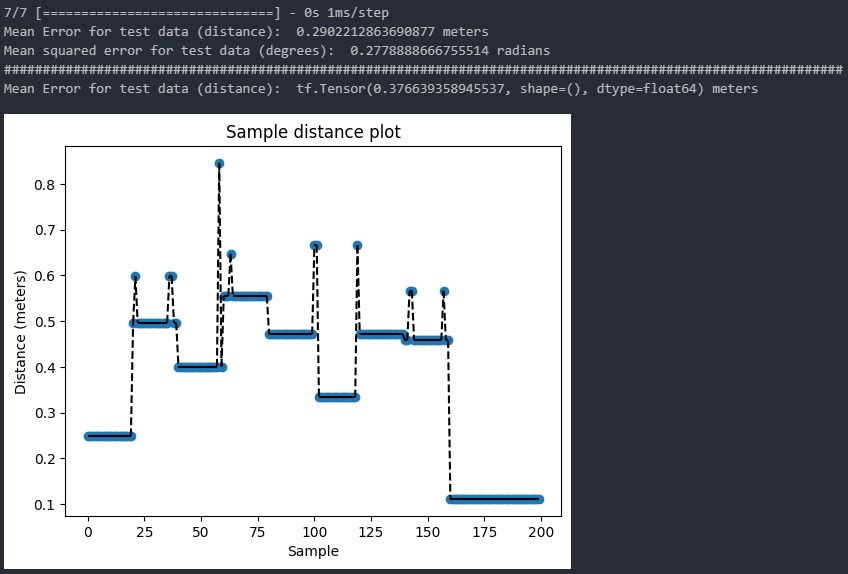 7/7 [==============================] - 0s 1ms/step
Mean Error for test data (distance):  0.2902212863690877 meters
Mean squared error for test data (degrees):  0.2778888666755514 radians
#############################################################################################################
Mean Error for test data (distance):  tf.Tensor(0.376639358945537, shape=(), dtype=float64) meters
Sample distance plot
0.8
0.7
0.6
0.5
0.4
0.3
0.2
0.1
Distance (meters)
0 25 50 75 100 125 150 175 200
Sample